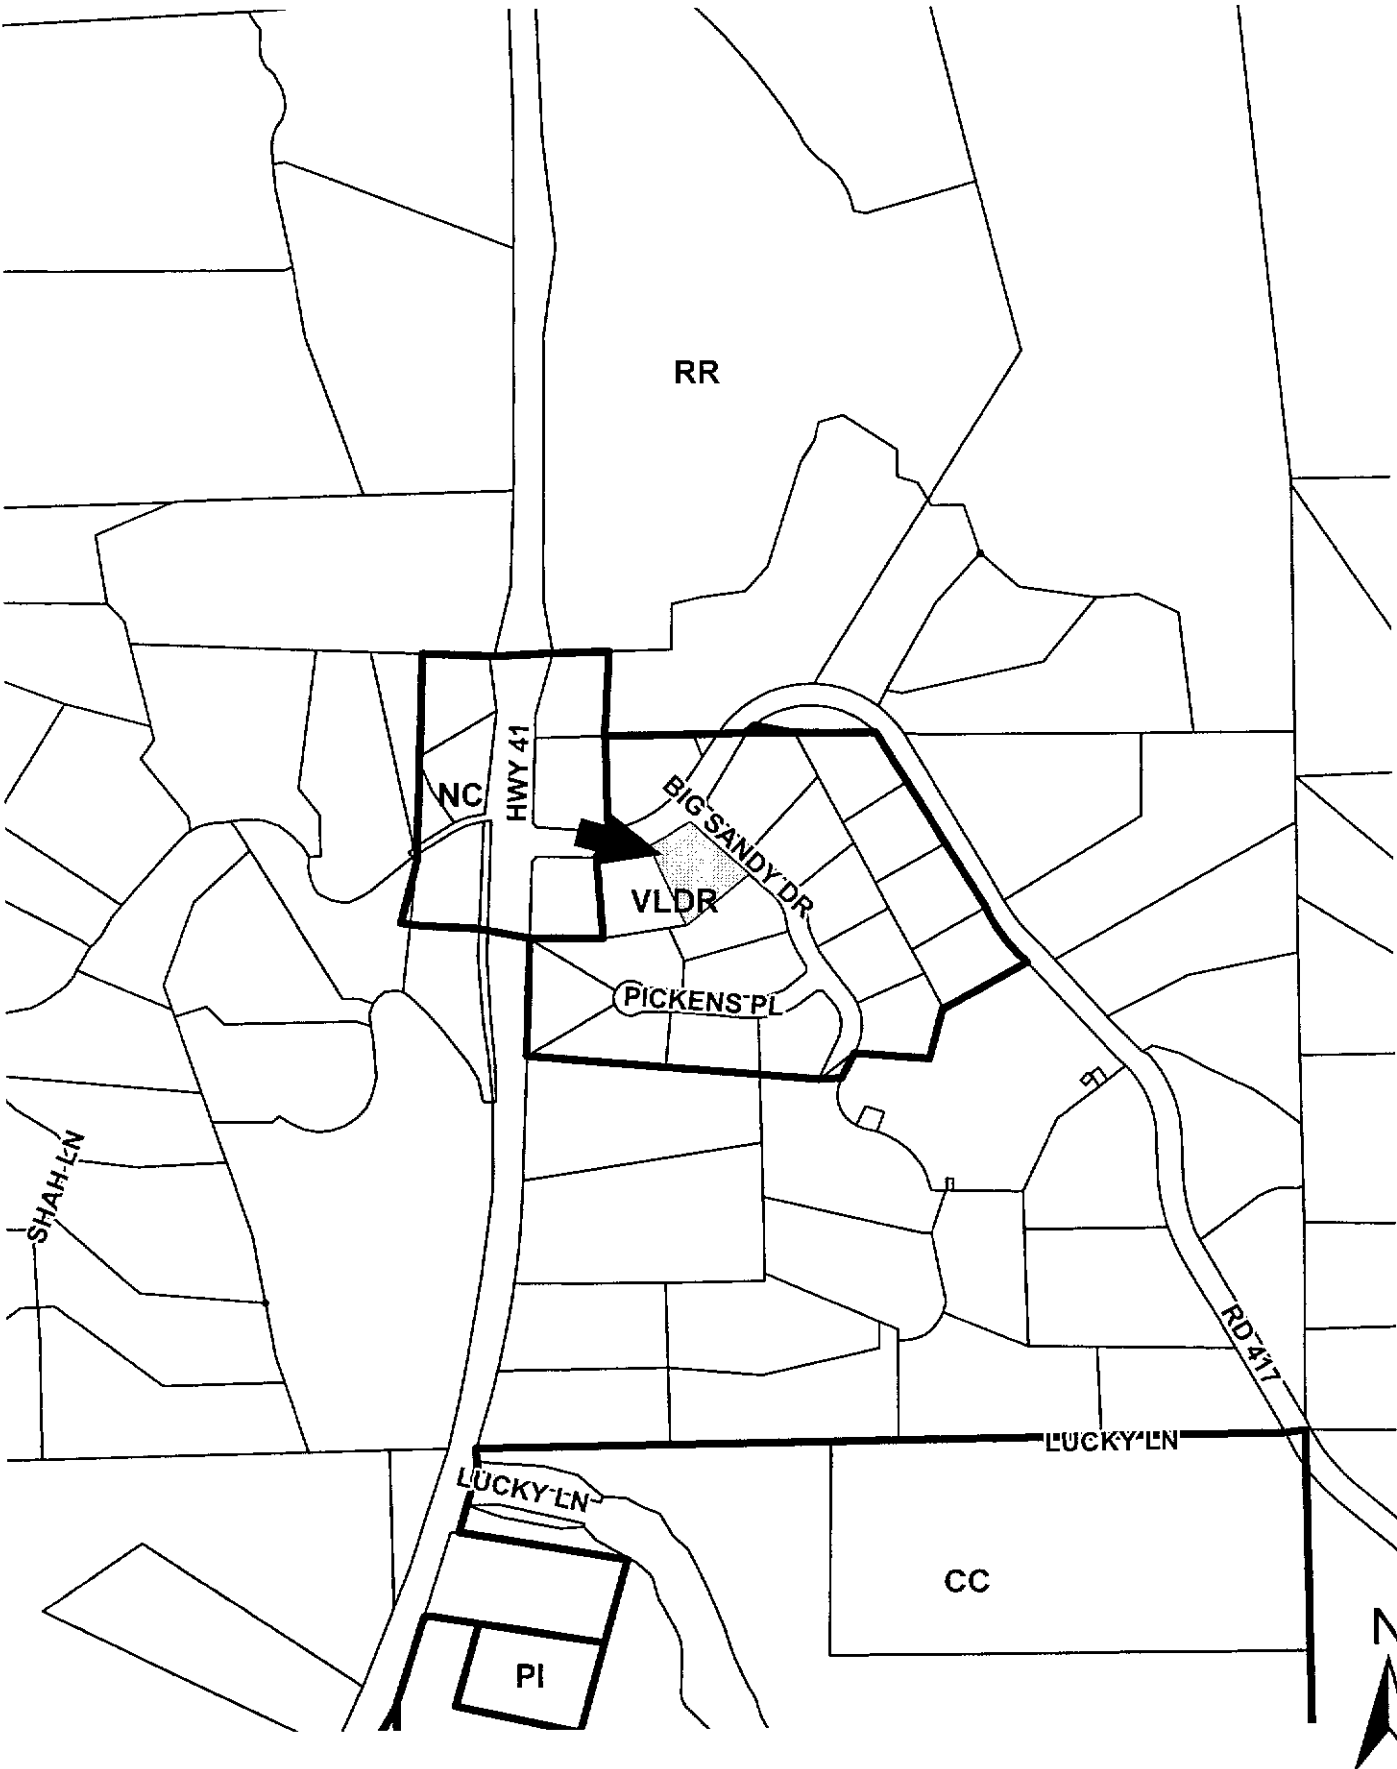 RR
HWY 41
NC
BIG SANDY DR
VLDR
PICKENS PL
SHAH LN
RD 417
LUCKY LN
LUCKY LN
CC
N
PI